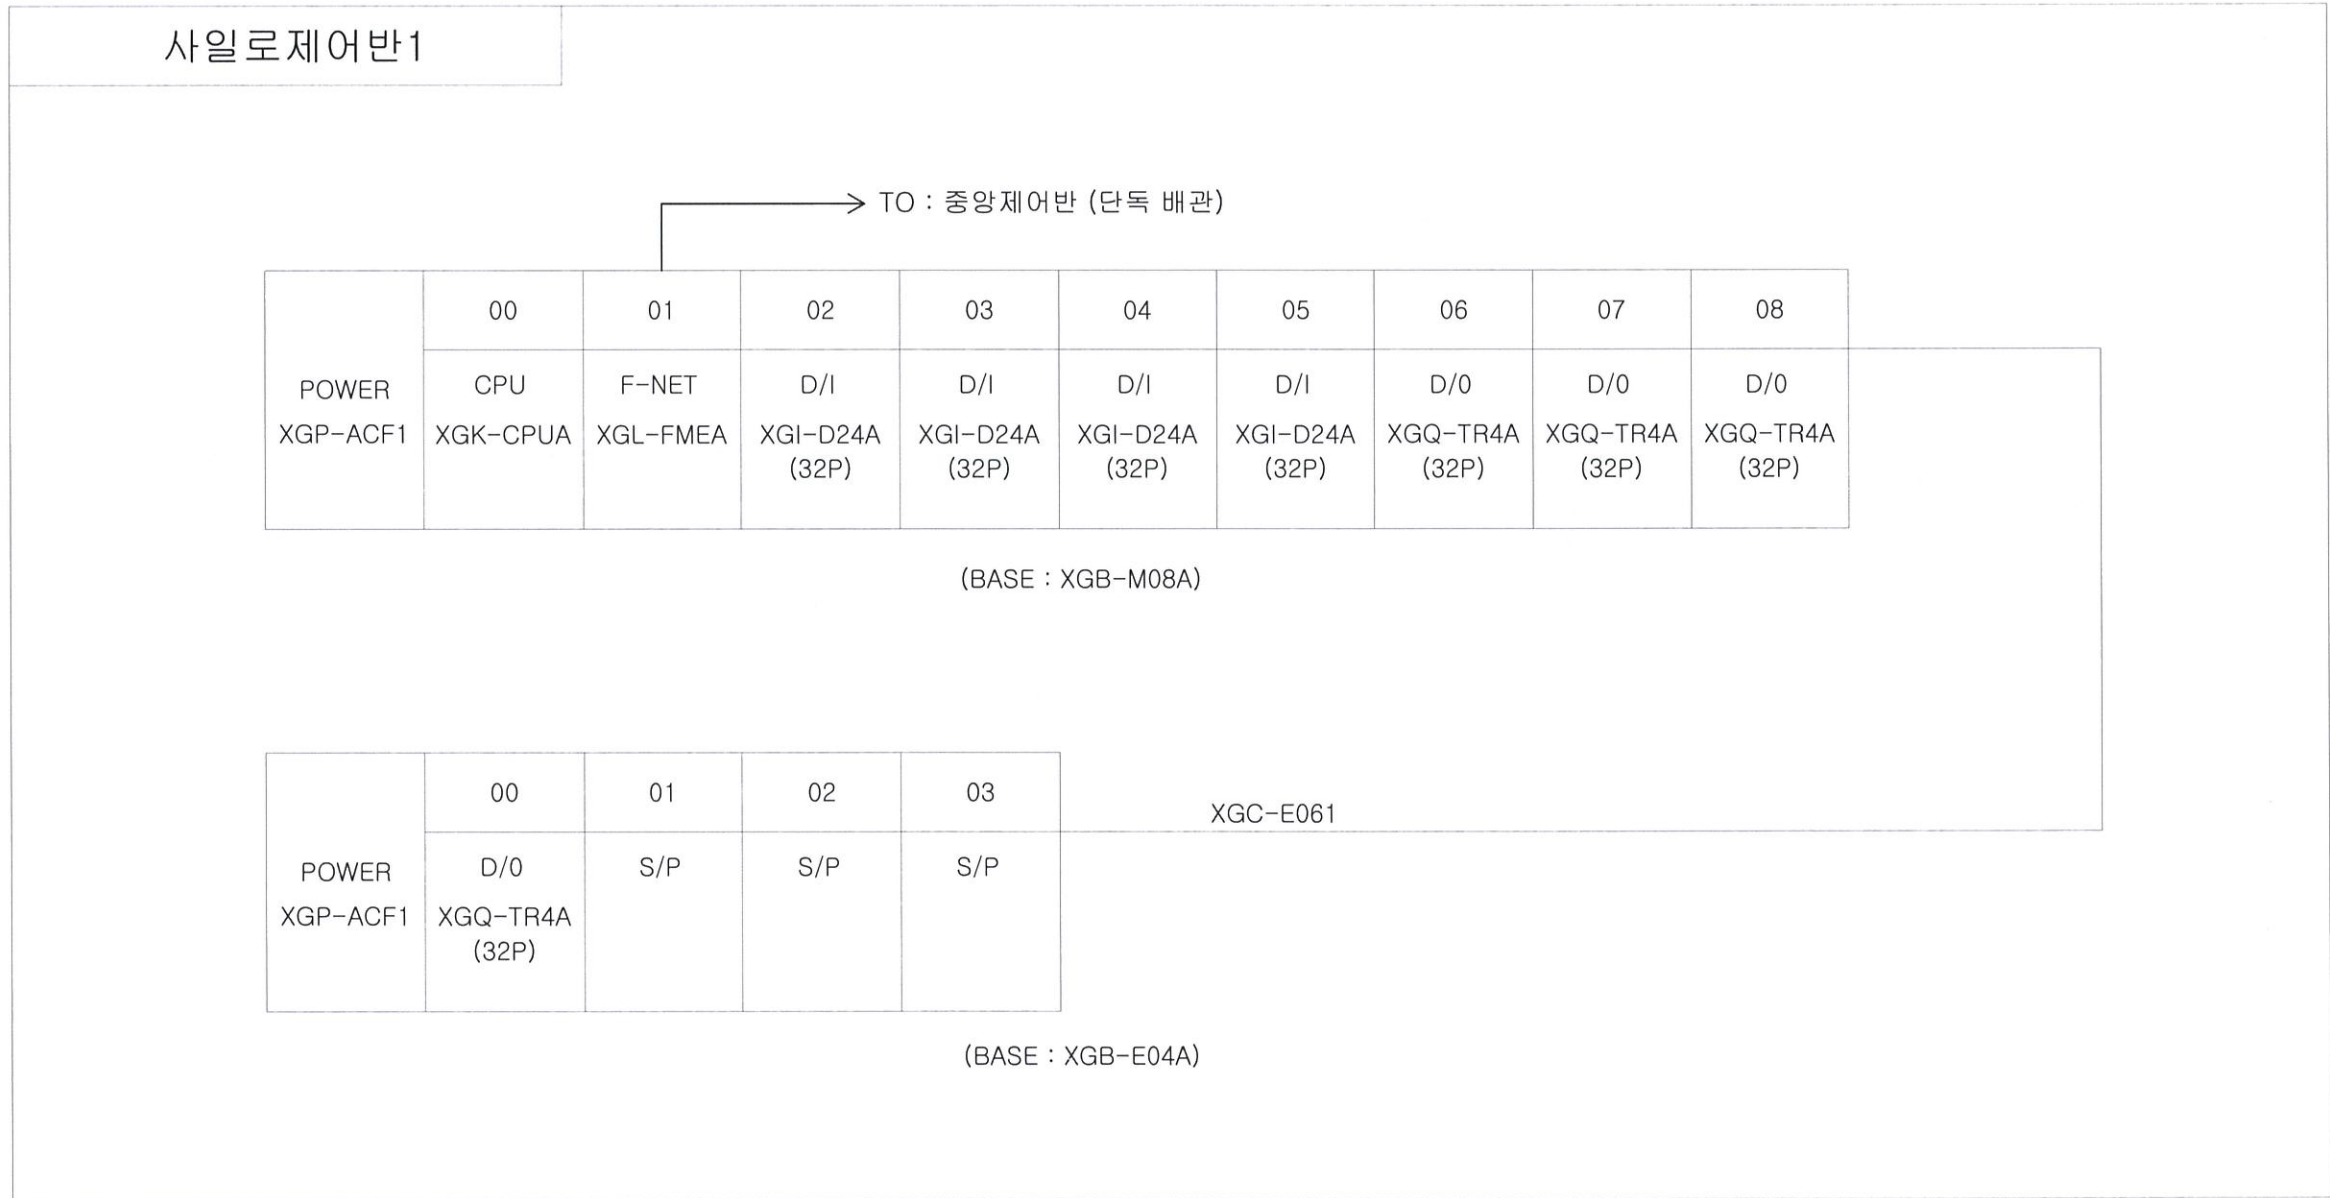 사일로제어반1
TO : 중앙제어반 (단독 배관)
00 01 02 03 04 05 06 07 08
POWER CPU F-NET D/I D/I D/I D/I D/0 D/0 D/0
XGP-ACF1 XGK-CPUA XGL-FMEA XGI-D24A XGI-D24A XGI-D24A XGI-D24A XGQ-TR4A XGQ-TR4A XGQ-TR4A
(32P) (32P) (32P) (32P) (32P) (32P) (32P)
(BASE : XGB-M08A)
00 01 02 03
XGC-E061
POWER D/0 S/P S/P S/P
XGP-ACF1 XGQ-TR4A
(32P)
(BASE : XGB-E04A)